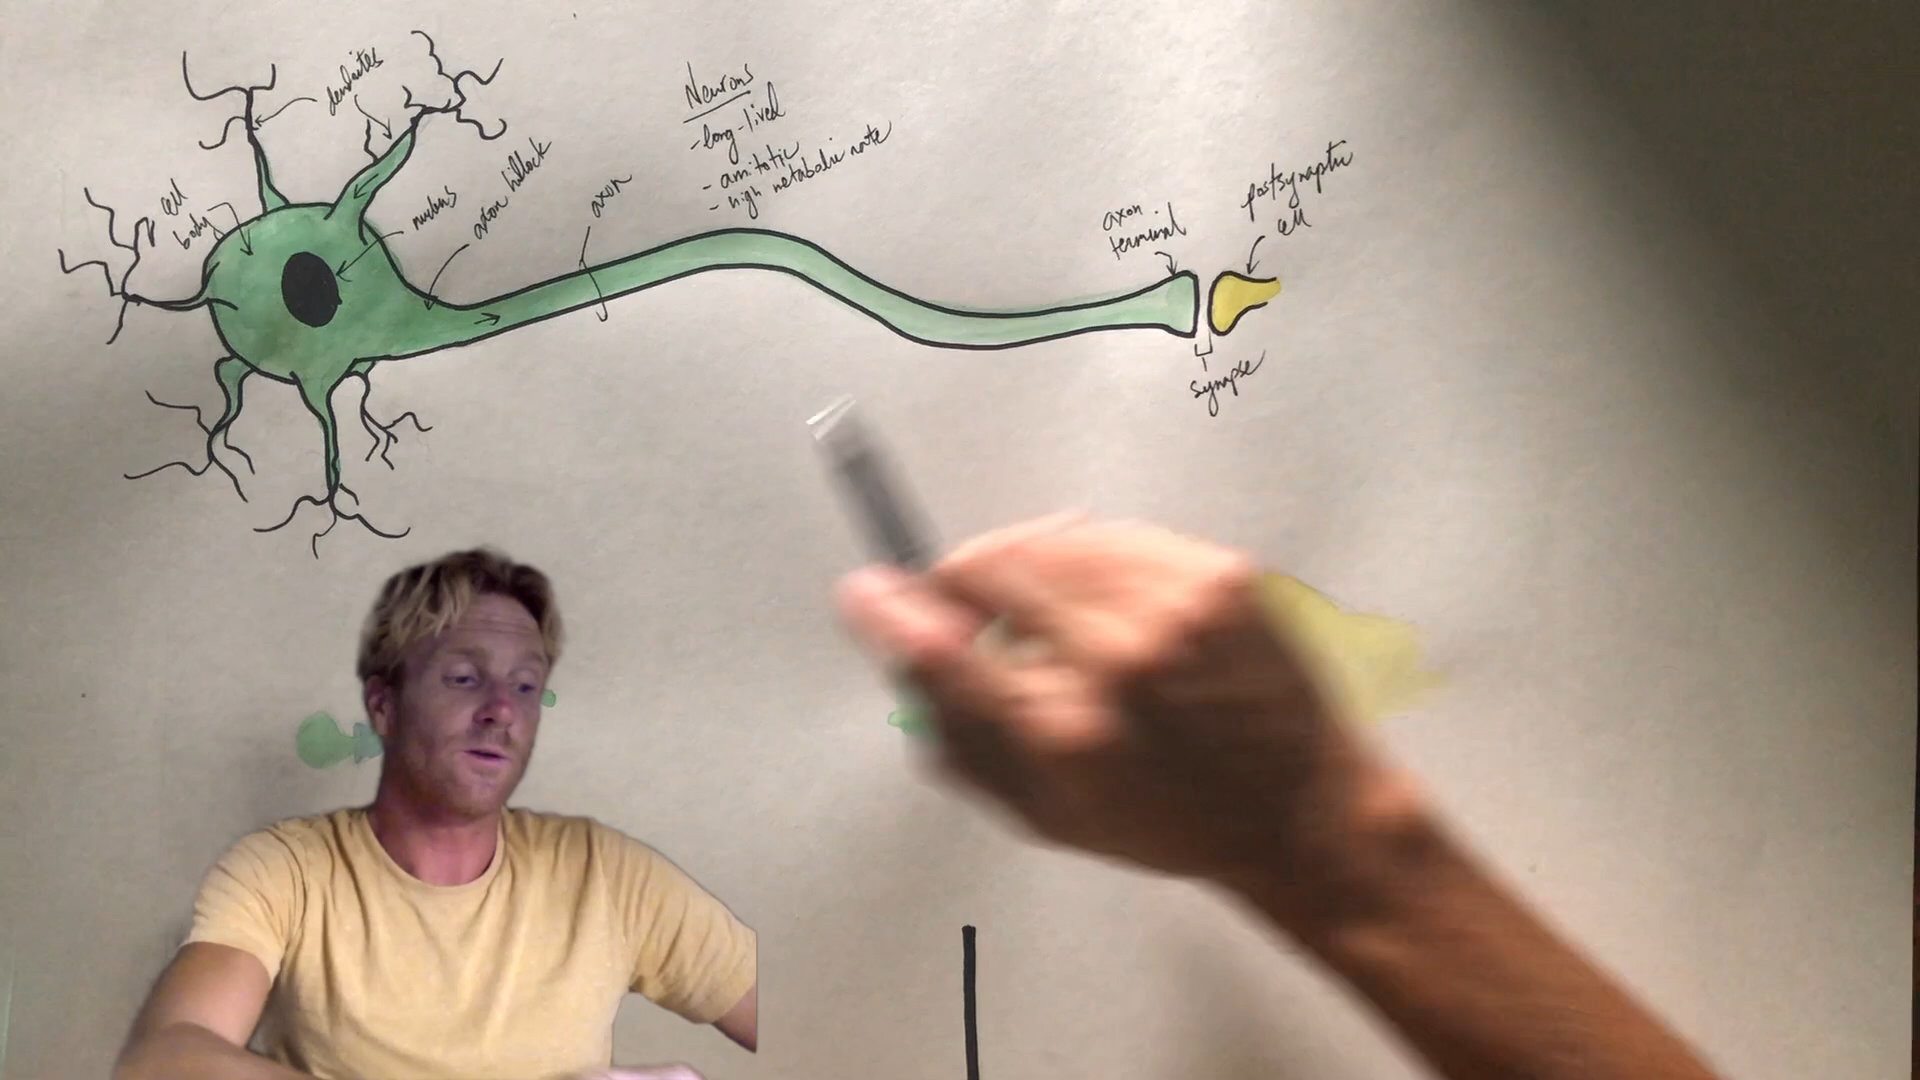 dendrites
cell
body
nucleus
axon hillock
axon
Neurons
- long-lived
- amitotic
- high metabolic rate
axon
terminal
postsynaptic
cell
synapse